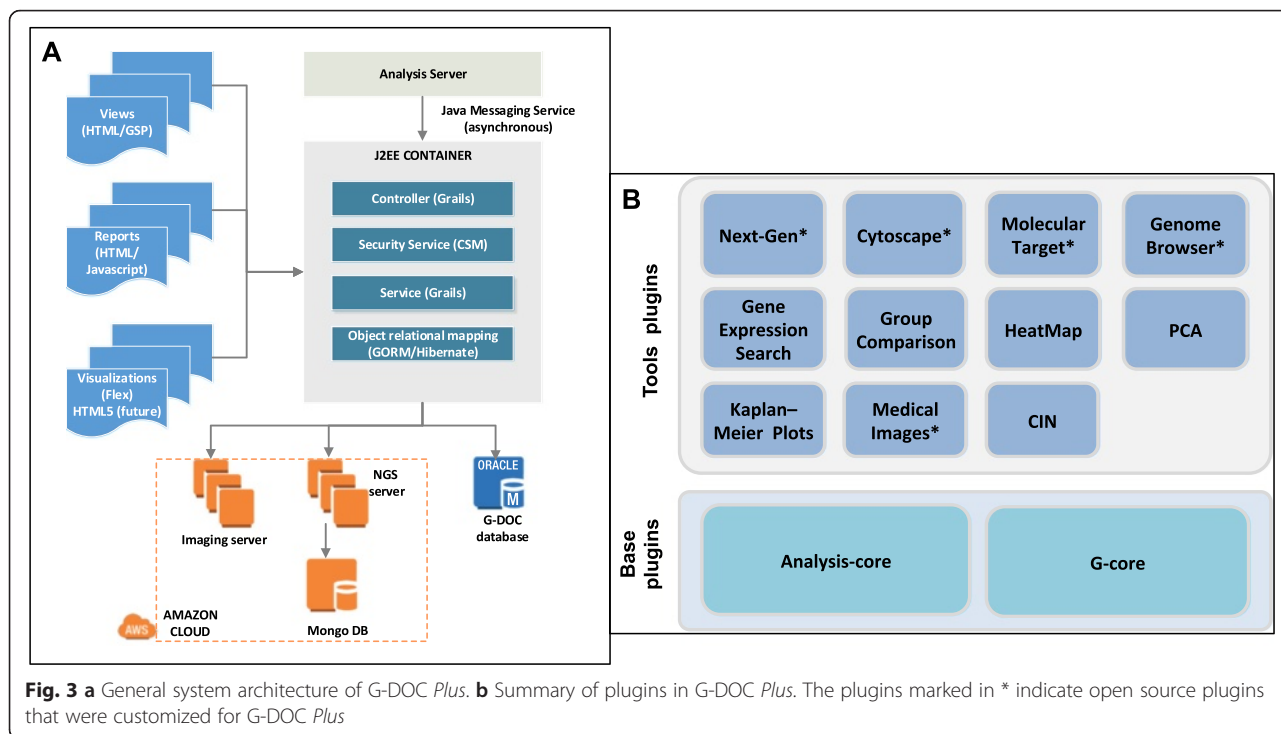 A
Views
(HTML/GSP)
Reports
(HTML/
Javascript)
Visualizations
(Flex)
HTML5 (future)
Analysis Server
Java Messaging Service
(asynchronous)
J2EE CONTAINER
Controller (Grails)
Security Service (CSM)
Service (Grails)
Object relational mapping
(GORM/Hibernate)
Imaging server
NGS
server
ORACLE
M
G-DOC
database
Mongo DB
AWS
AMAZON
CLOUD
B
Tools plugins
Next-Gen*
Cytoscape*
Molecular
Target*
Genome
Browser*
Gene
Expression
Search
Group
Comparison
HeatMap
PCA
Kaplan–
Meier Plots
Medical
Images*
CIN
Base
plugins
Analysis-core
G-core
Fig. 3 a General system architecture of G-DOC Plus. b Summary of plugins in G-DOC Plus. The plugins marked in * indicate open source plugins
that were customized for G-DOC Plus